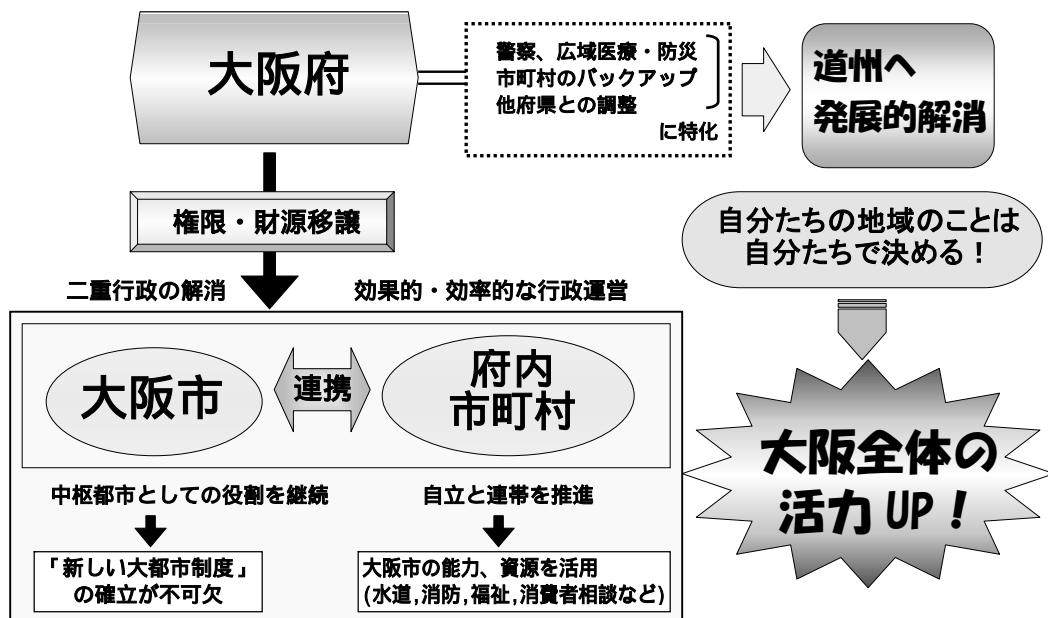 大阪府
警察、広域医療・防災
市町村のバックアップ
他府県との調整
に特化
道州へ
発展的解消
権限・財源移譲
自分たちの地域のことは
自分たちで決める！
二重行政の解消
効果的・効率的な行政運営
大阪市
連携
府内
市町村
大阪全体の
活力UP！
中枢都市としての役割を継続
自立と連帯を推進
「新しい大都市制度」
の確立が不可欠
大阪市の能力、資源を活用
(水道,消防,福祉,消費者相談など)